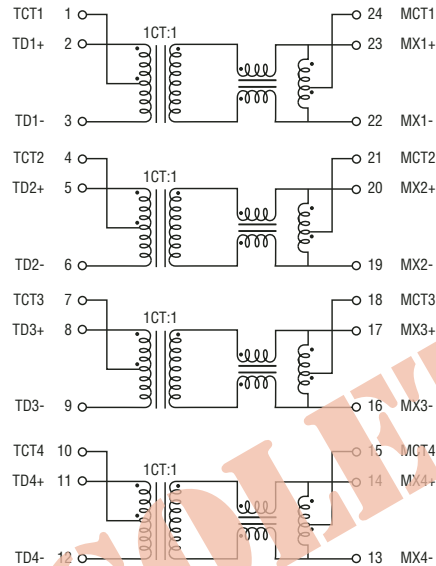 TCT1 1 1CT:1 24 MCT1
TD1+ 2 23 MX1+
TD1- 3 22 MX1-
TCT2 4 1CT:1 21 MCT2
TD2+ 5 20 MX2+
TD2- 6 19 MX2-
TCT3 7 1CT:1 18 MCT3
TD3+ 8 17 MX3+
TD3- 9 16 MX3-
TCT4 10 1CT:1 15 MCT4
TD4+ 11 14 MX4+
TD4- 12 13 MX4-
COLET